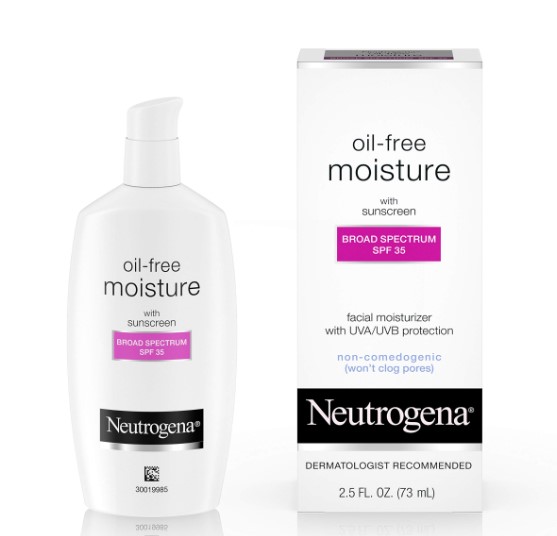 oil-free
moisture
with
sunscreen
BROAD SPECTRUM
SPF 35
Neutrogena®
30019985
oil-free
moisture
with
sunscreen
BROAD SPECTRUM
SPF 35
facial moisturizer
with UVA/UVB protection
non-comedogenic
(won't clog pores)
Neutrogena®
DERMATOLOGIST RECOMMENDED
2.5 FL. OZ. (73 mL)